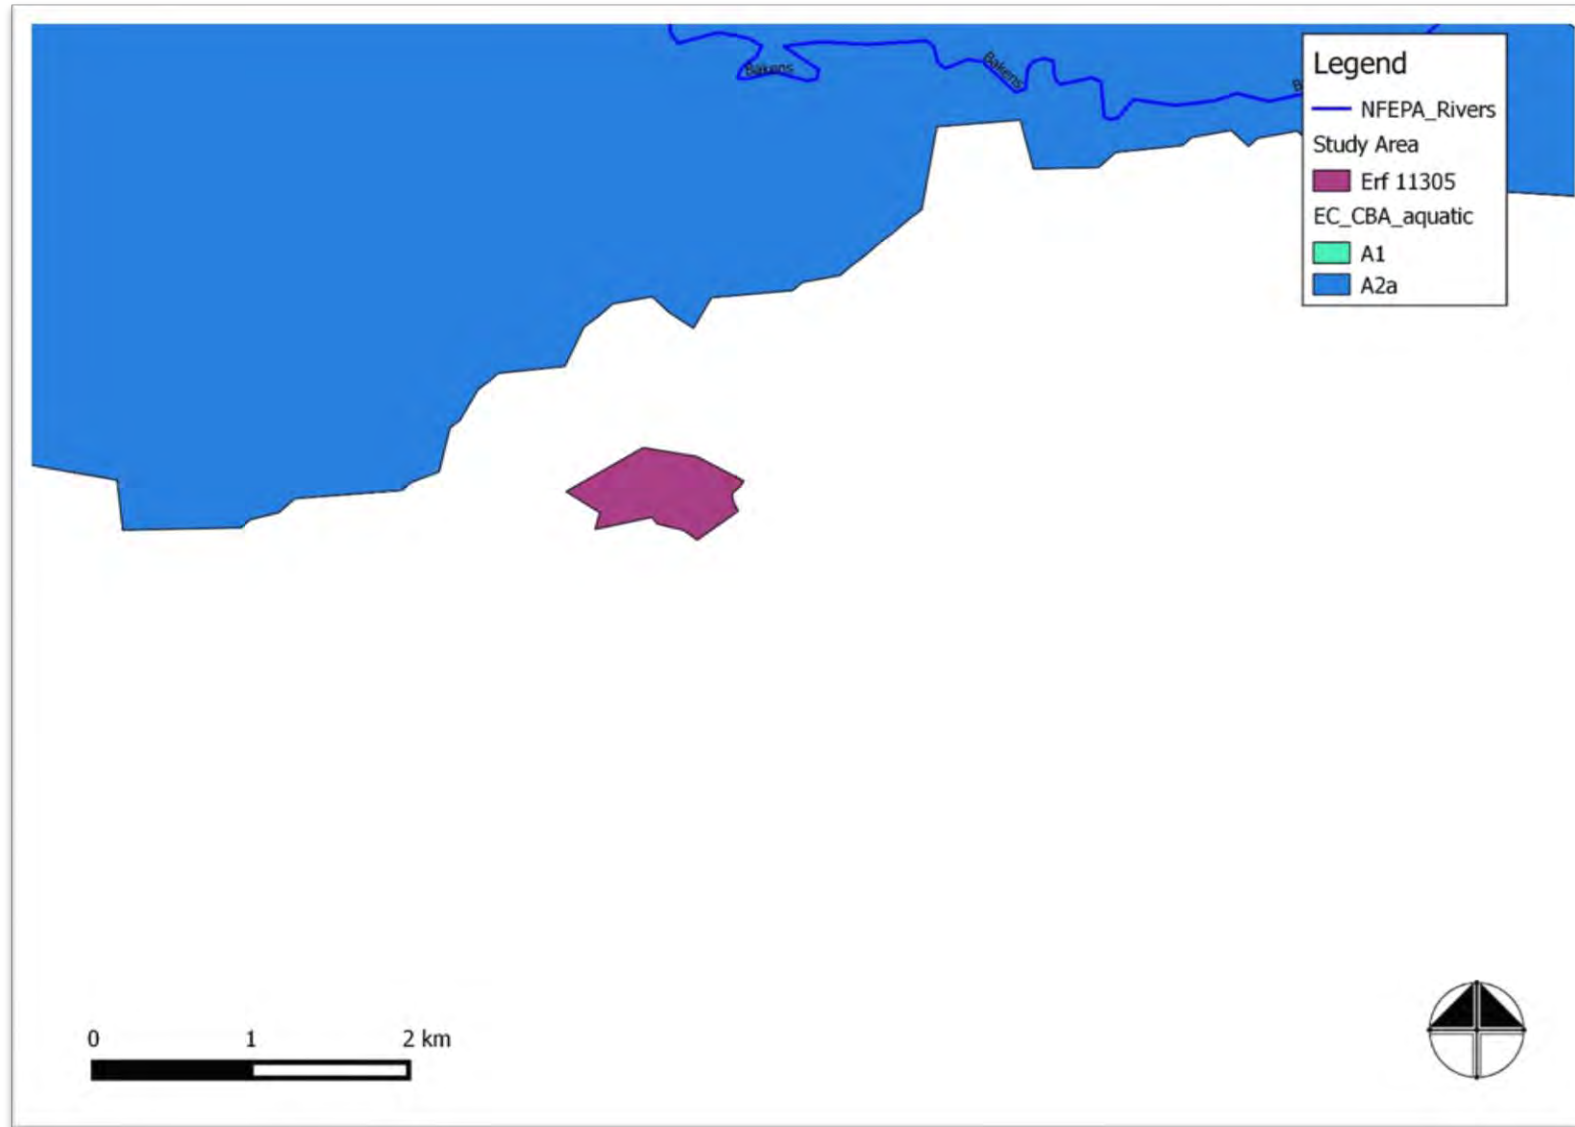 Bakens
Bakens
Legend
NFEPA_Rivers
Study Area
Erf 11305
EC_CBA_aquatic
A1
A2a
0 1 2 km